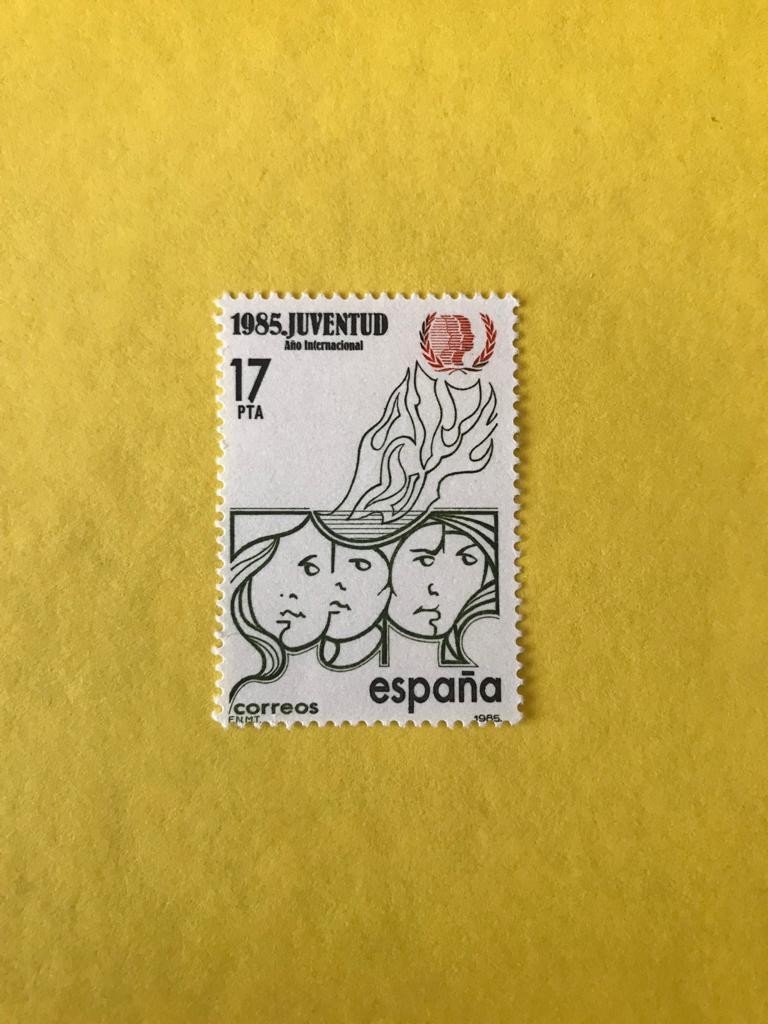 1985.JUVENTUD
Año Internacional
17
PTA
correos
españa
F.N.M.T.
1985.